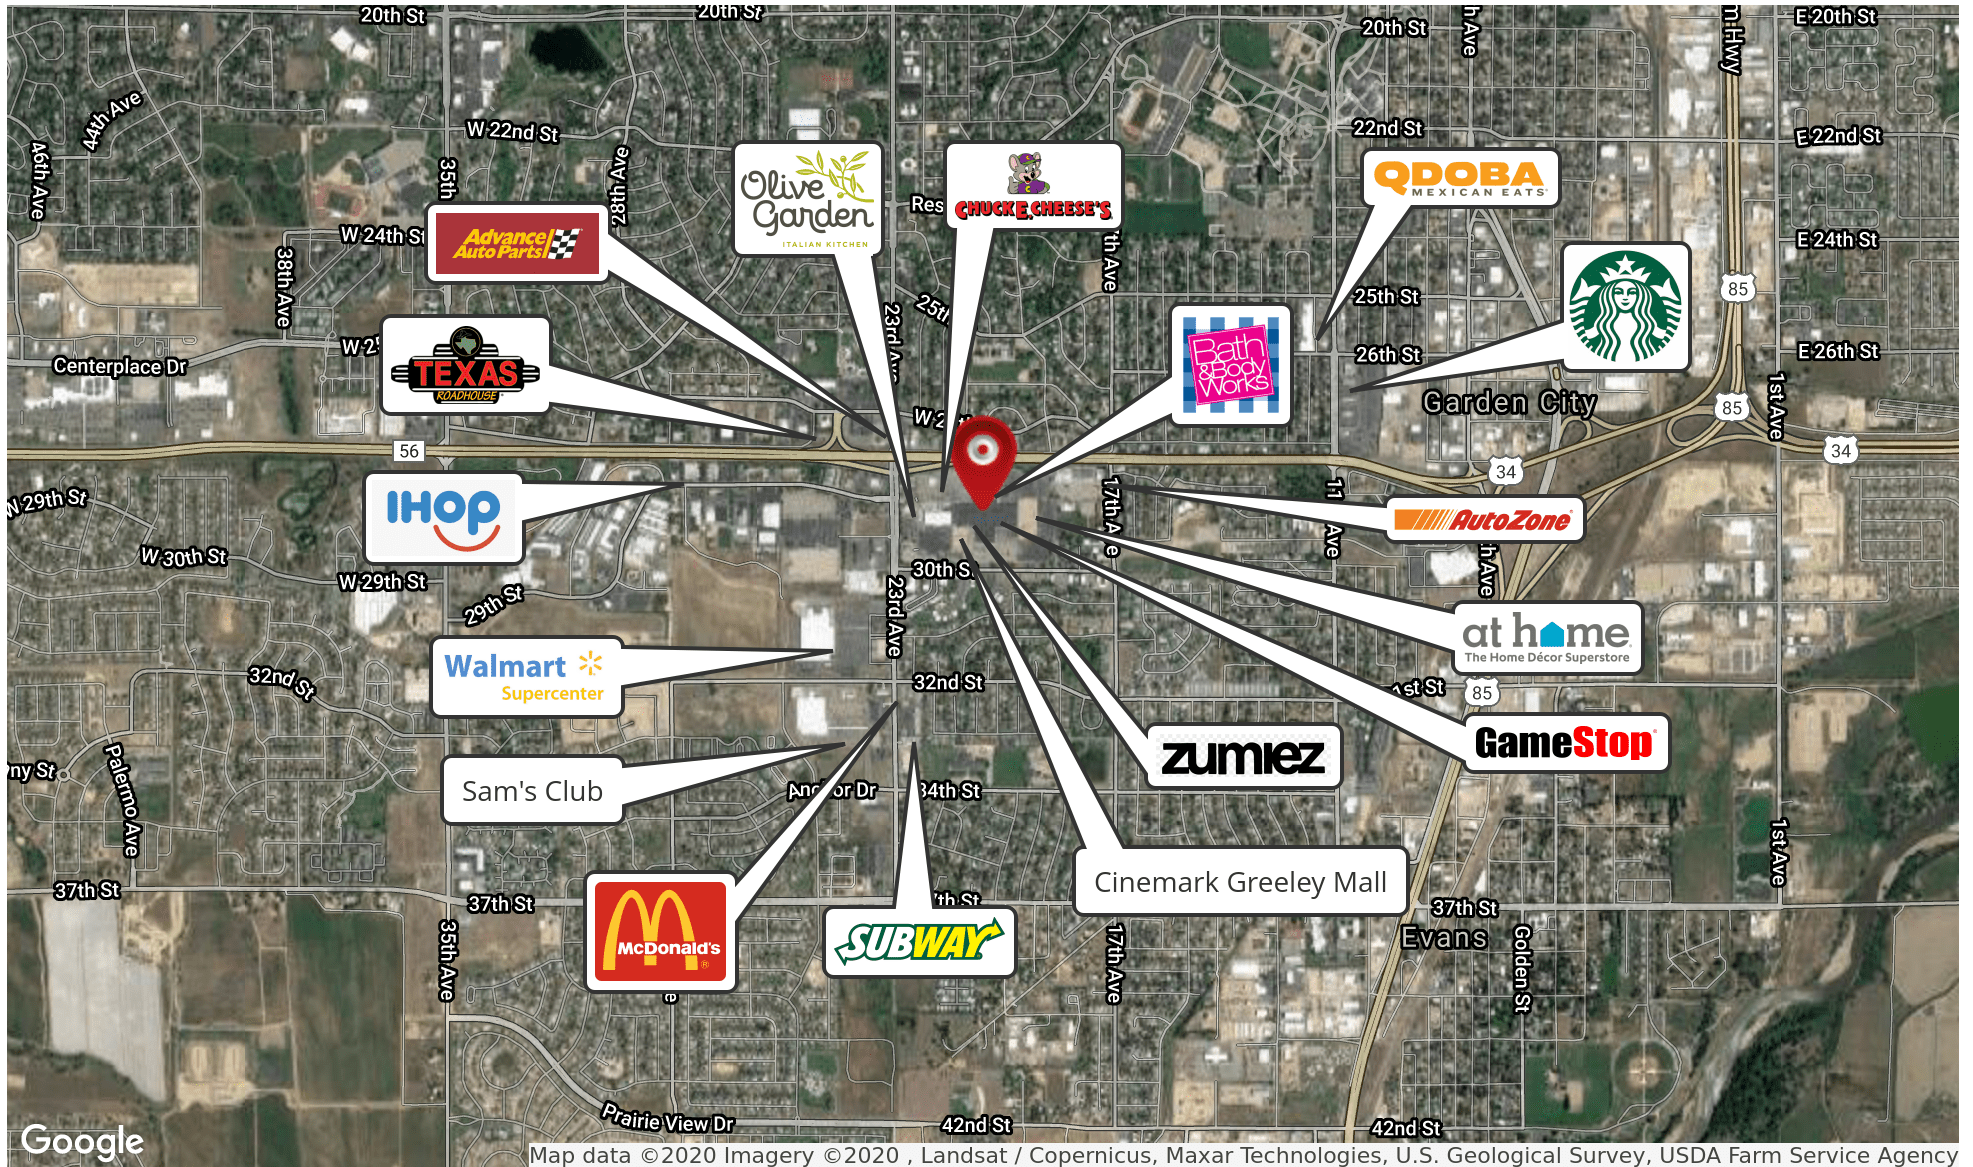 20th St
20th St
20th St
E 20th St
44th Ave
W 22nd St
22nd St
E 22nd St
46th Ave
35th
28th Ave
Olive
Garden
ITALIAN KITCHEN
CHUCK E. CHEESE'S
QDOBA
MEXICAN EATS
Res
W 24th St
Advance
Auto Parts
E 24th St
38th Ave
25th St
85
23rd Ave
Centerplace Dr
TEXAS
ROADHOUSE
Bath
& Body
Works
26th St
E 26th St
Garden City
85
1st Ave
56
34
34
W 29th St
IHOP
17th Ave
11
Ave
AutoZone
W 30th St
W 29th St
29th St
30th St
23rd Ave
at home
The Home Décor Superstore
Walmart
Supercenter
32nd St
32nd St
85
zumiez
GameStop
Palermo Ave
Sam's Club
34th St
1st Ave
37th St
37th St
Cinemark Greeley Mall
37th St
McDonald's
SUBWAY
Evans
35th Ave
17th Ave
Golden St
Prairie View Dr
42nd St
42nd St
Google
Map data ©2020 Imagery ©2020 , Landsat / Copernicus, Maxar Technologies, U.S. Geological Survey, USDA Farm Service Agency